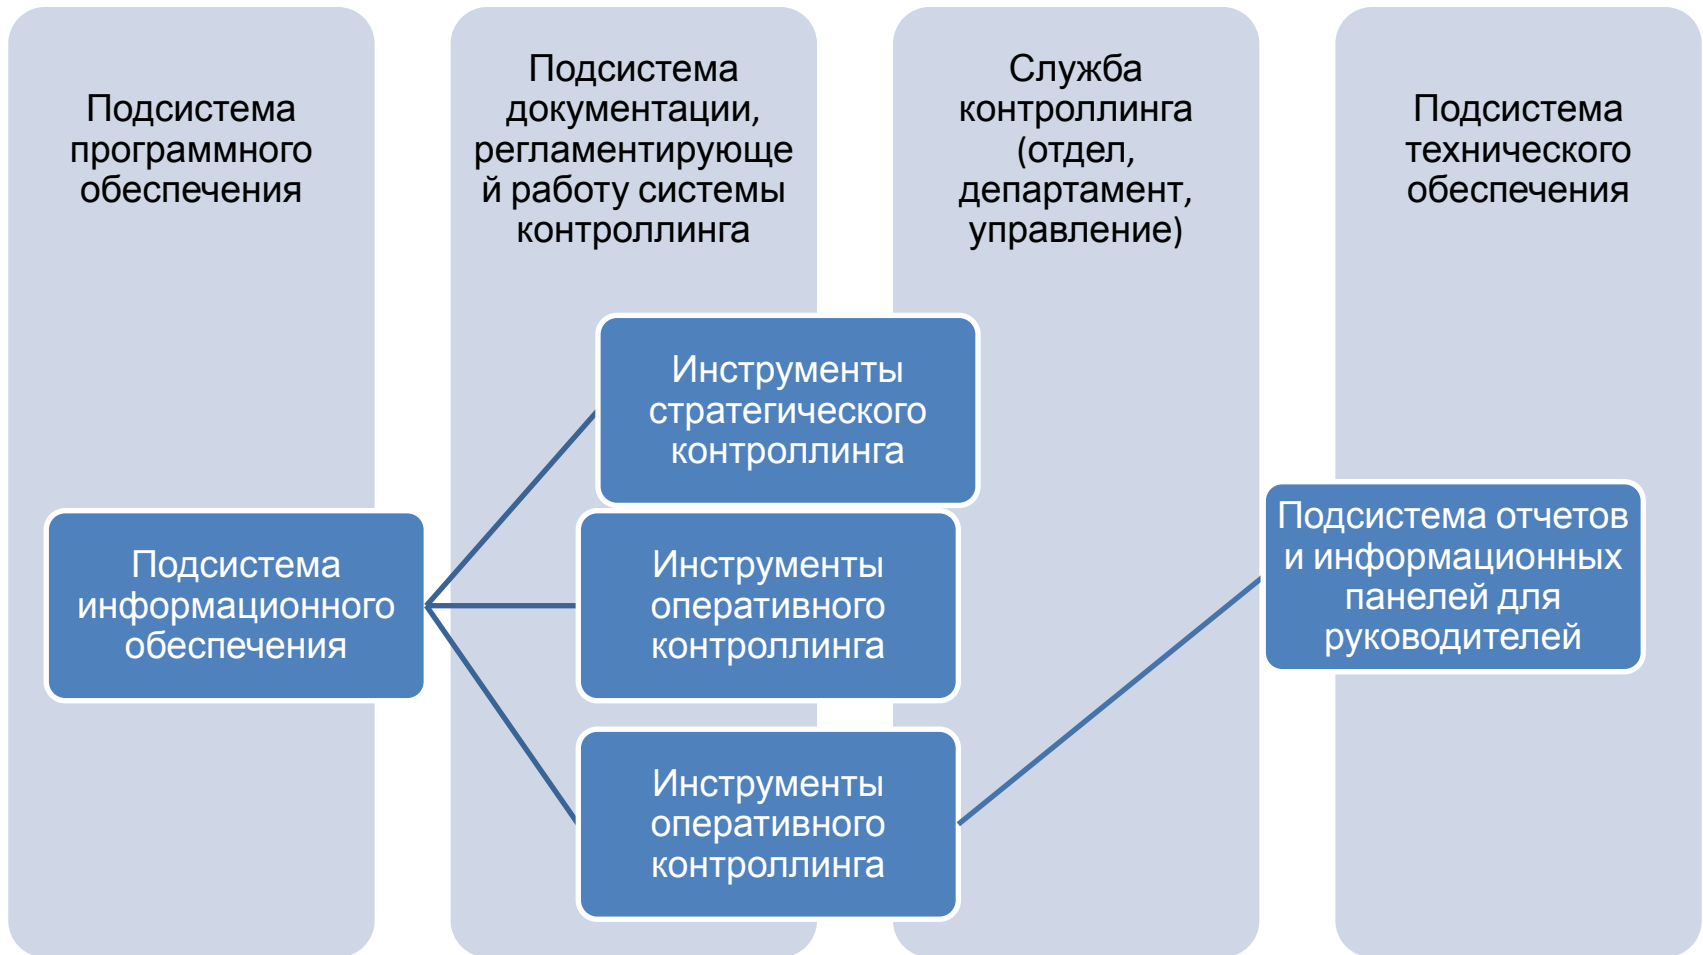 Подсистема
программного
обеспечения
Подсистема
документации,
регламентирующе
й работу системы
контроллинга
Служба
контроллинга
(отдел,
департамент,
управление)
Подсистема
технического
обеспечения
Инструменты
стратегического
контроллинга
Подсистема
информационного
обеспечения
Инструменты
оперативного
контроллинга
Инструменты
оперативного
контроллинга
Подсистема отчетов
и информационных
панелей для
руководителей